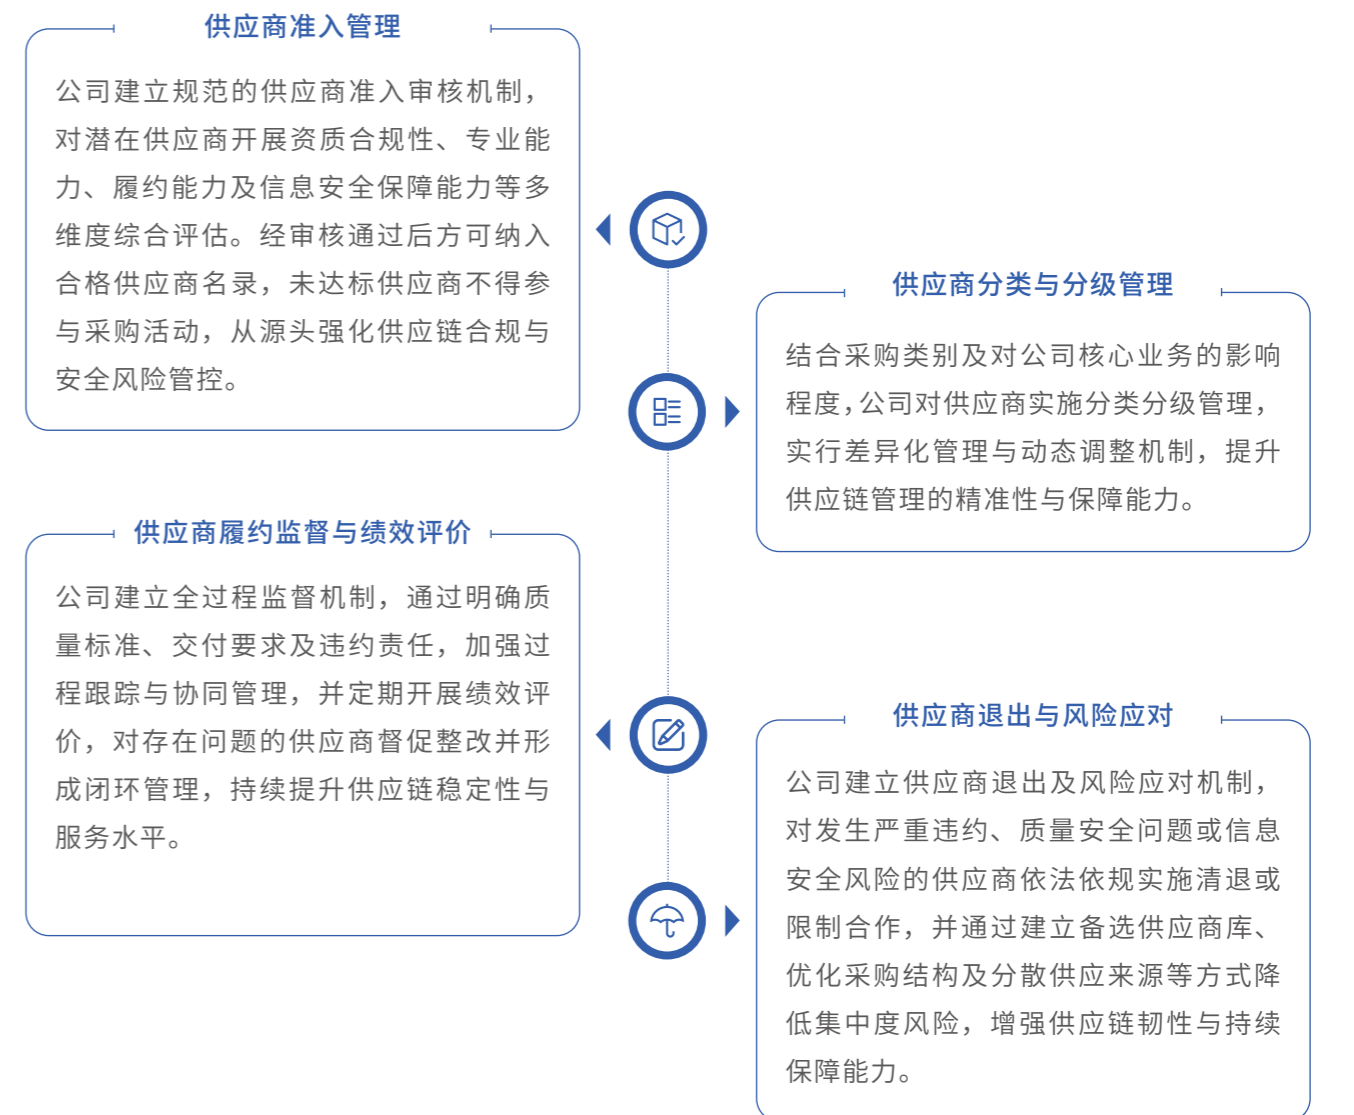 供应商准入管理
公司建立规范的供应商准入审核机制，
对潜在供应商开展资质合规性、专业能
力、履约能力及信息安全保障能力等多
维度综合评估。经审核通过后方可纳入
合格供应商名录，未达标供应商不得参
与采购活动，从源头强化供应链合规与
安全风险管控。
供应商分类与分级管理
结合采购类别及对公司核心业务的影响
程度，公司对供应商实施分类分级管理，
实行差异化管理与动态调整机制，提升
供应链管理的精准性与保障能力。
供应商履约监督与绩效评价
公司建立全过程监督机制，通过明确质
量标准、交付要求及违约责任，加强过
程跟踪与协同管理，并定期开展绩效评
价，对存在问题的供应商督促整改并形
成闭环管理，持续提升供应链稳定性与
服务水平。
供应商退出与风险应对
公司建立供应商退出及风险应对机制，
对发生严重违约、质量安全问题或信息
安全风险的供应商依法依规实施清退或
限制合作，并通过建立备选供应商库、
优化采购结构及分散供应来源等方式降
低集中度风险，增强供应链韧性与持续
保障能力。